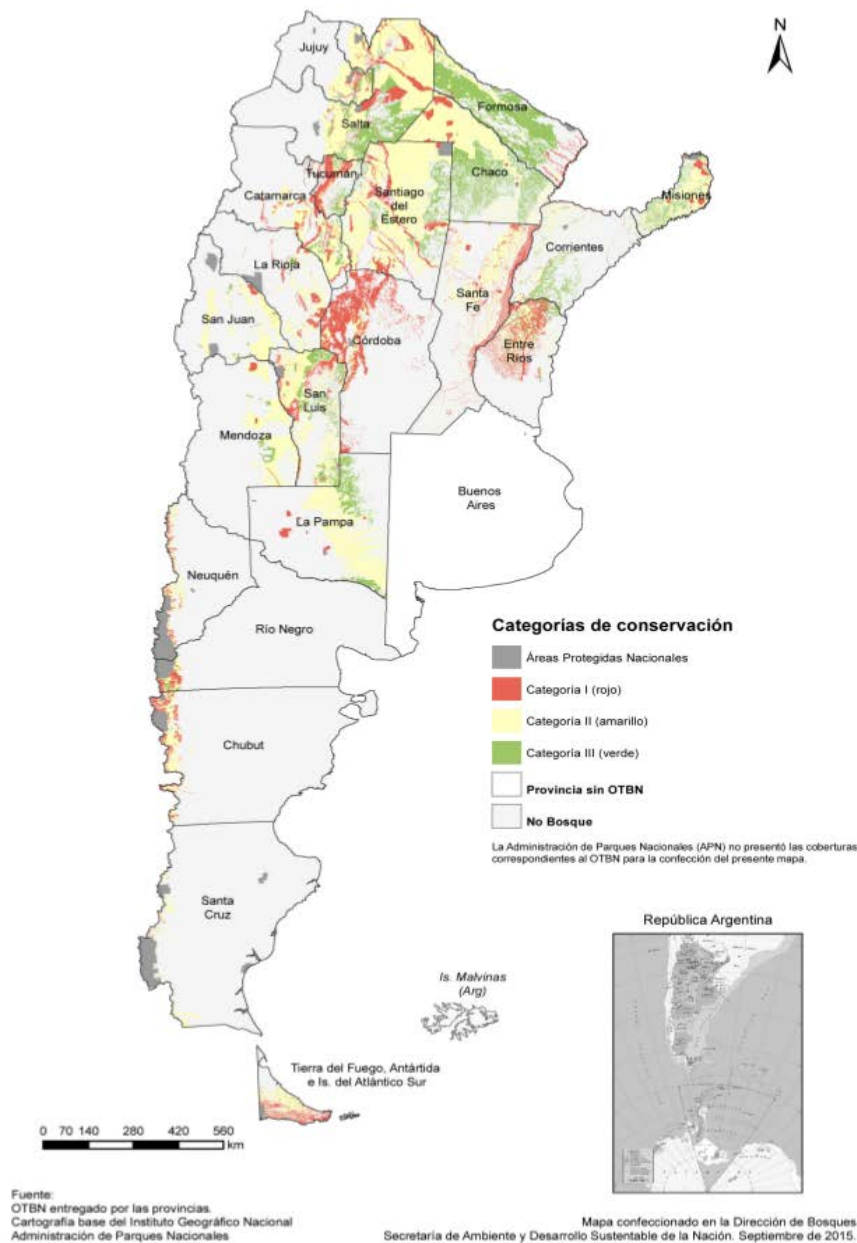 Jujuy
Salta
Formosa
Tucumán
Chaco
Catamarca
Santiago
del
Estero
Misiones
Corrientes
La Rioja
Santa
Fe
San Juan
Córdoba
Entre
Ríos
San
Luis
Mendoza
Buenos
Aires
La Pampa
Neuquén
Río Negro
Chubut
Santa
Cruz
Is. Malvinas
(Arg)
Tierra del Fuego, Antártida
e Is. del Atlántico Sur
N
Categorías de conservación
Áreas Protegidas Nacionales
Categoría I (rojo)
Categoría II (amarillo)
Categoría III (verde)
Provincia sin OTBN
No Bosque
La Administración de Parques Nacionales (APN) no presentó las coberturas
correspondientes al OTBN para la confección del presente mapa.
República Argentina
0 70 140 280 420 560
km
Fuente:
OTBN entregado por las provincias.
Cartografía base del Instituto Geográfico Nacional
Administración de Parques Nacionales
Mapa confeccionado en la Dirección de Bosques
Secretaría de Ambiente y Desarrollo Sustentable de la Nación. Septiembre de 2015.